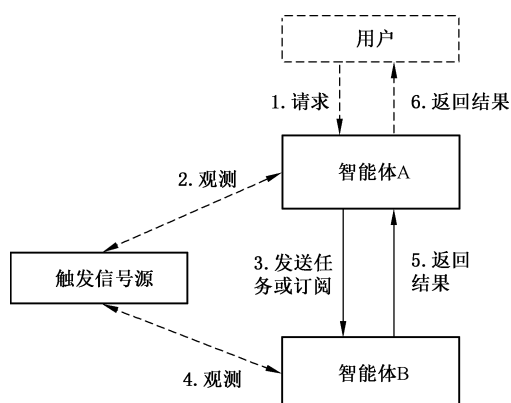 用户
1.请求
6.返回结果
智能体A
2.观测
3.发送任
务或订阅
5.返回
结果
触发信号源
4.观测
智能体B